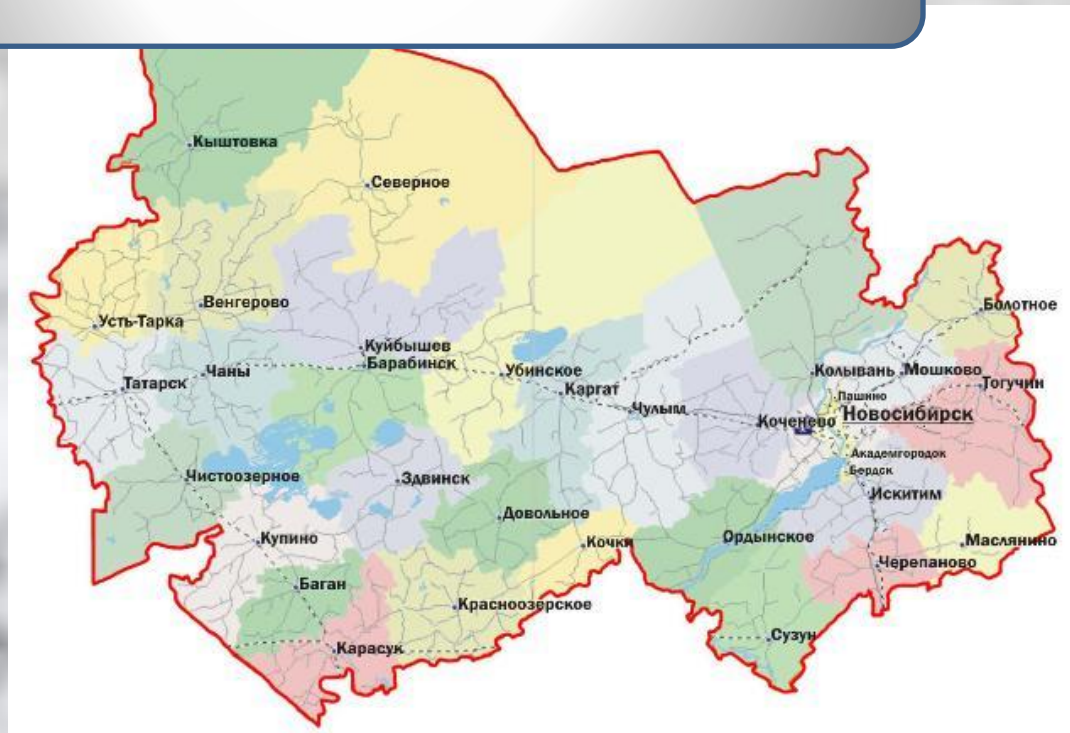 Кыштовка
Северное
Венгерово
Болотное
Усть-Тарка
Куйбышев
Барабинск
Чаны
Убинское
Колывань
Мошково
Татарск
Каргат
Тогучин
Пашино
Чулым
Новосибирск
Коченево
Академгородок
Бердск
Чистоозерное
Здвинск
Искитим
Довольное
Купино
Кочки
Ордынское
Маслянино
Черепаново
Баган
Красноозерское
Сузун
Карасук